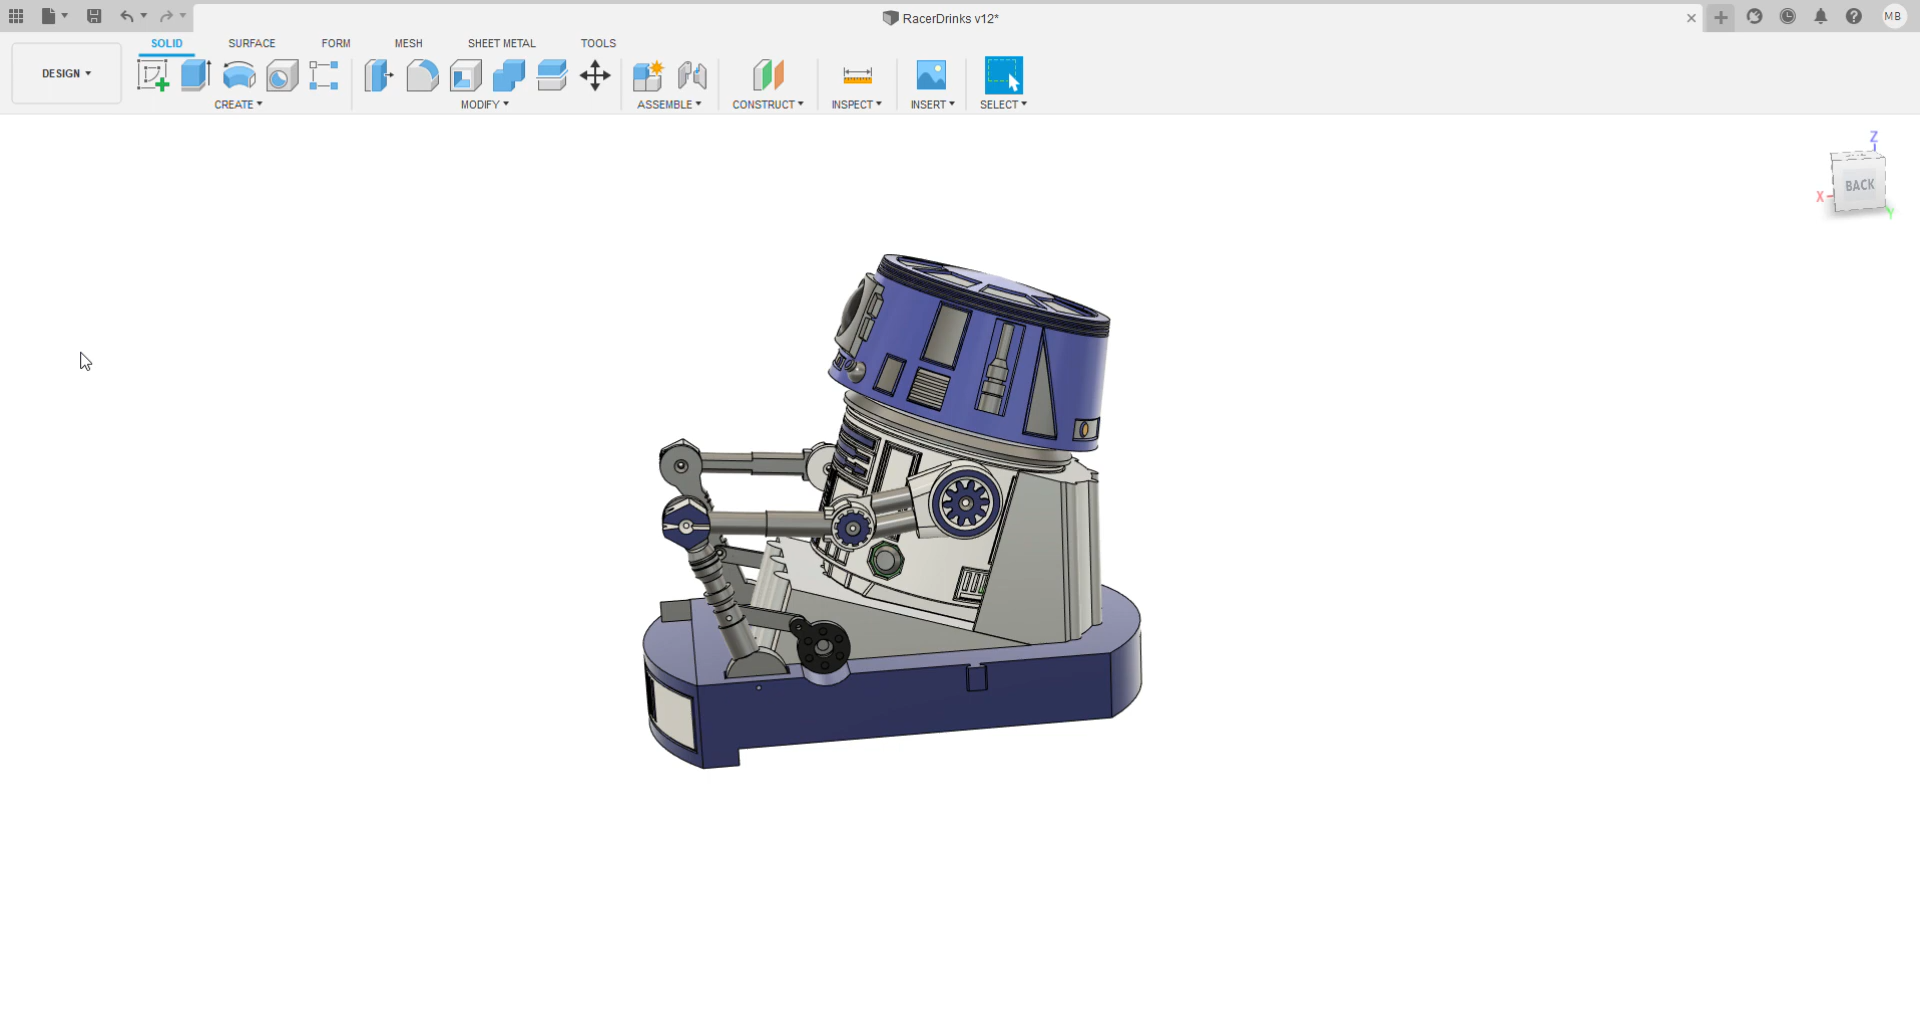 RacerDrinks v12*
MB
SOLID SURFACE FORM MESH SHEET METAL TOOLS
DESIGN
CREATE MODIFY ASSEMBLE CONSTRUCT INSPECT INSERT SELECT
Z
BACK
X
Y